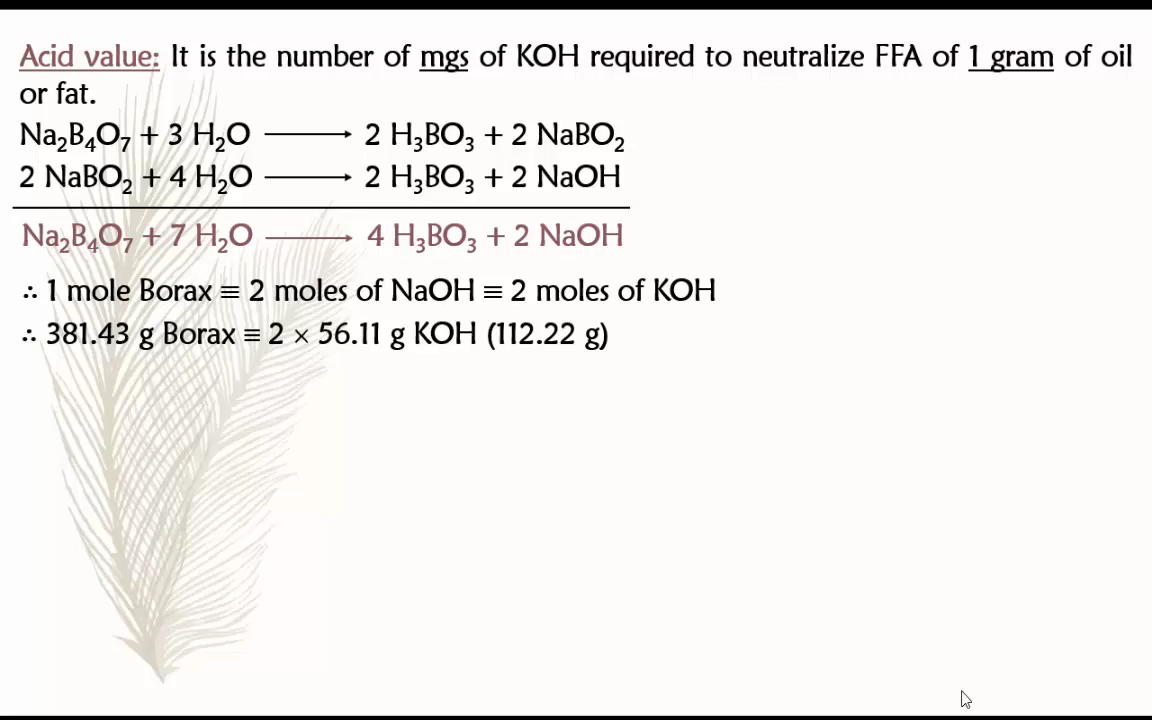 Acid value: It is the number of mgs of KOH required to neutralize FFA of 1 gram of oil
or fat.
Na₂B₄O₇ + 3 H₂O ⟶ 2 H₃BO₃ + 2 NaBO₂
2 NaBO₂ + 4 H₂O ⟶ 2 H₃BO₃ + 2 NaOH
Na₂B₄O₇ + 7 H₂O ⟶ 4 H₃BO₃ + 2 NaOH
∴ 1 mole Borax ≡ 2 moles of NaOH ≡ 2 moles of KOH
∴ 381.43 g Borax ≡ 2 × 56.11 g KOH (112.22 g)